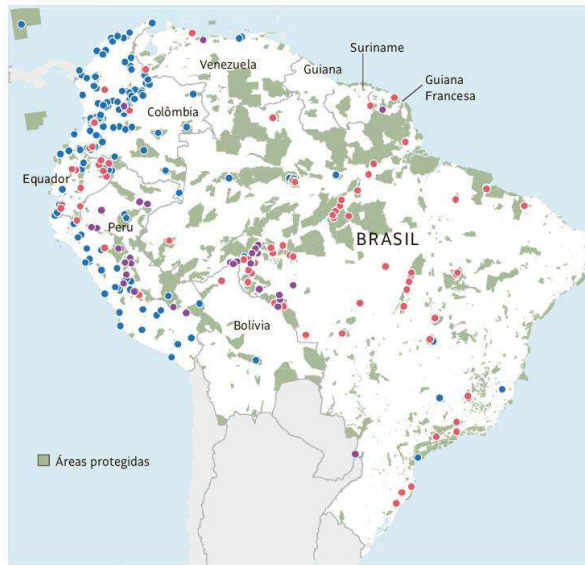 Suriname
Venezuela
Guiana
Guiana
Francesa
Colômbia
Equador
Peru
BRASIL
Bolívia
Áreas protegidas